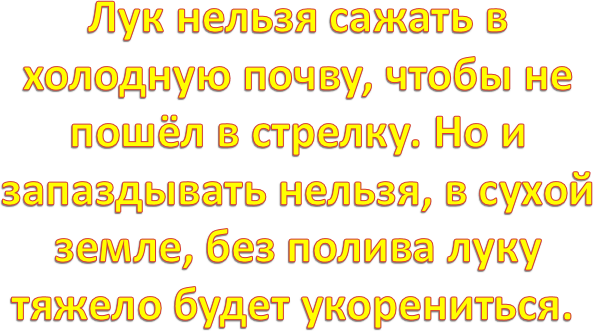 Лук нельзя сажать в
холодную почву, чтобы не
пошёл в стрелку. Но и
запаздывать нельзя, в сухой
земле, без полива луку
тяжело будет укорениться.